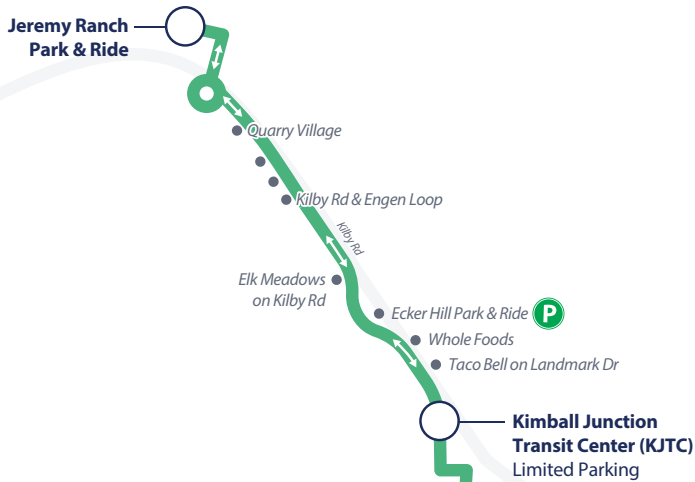 Jeremy Ranch
Park & Ride
Quarry Village
Kilby Rd & Engen Loop
Kilby Rd
Elk Meadows
on Kilby Rd
Ecker Hill Park & Ride P
Whole Foods
Taco Bell on Landmark Dr
Kimball Junction
Transit Center (KJTC)
Limited Parking